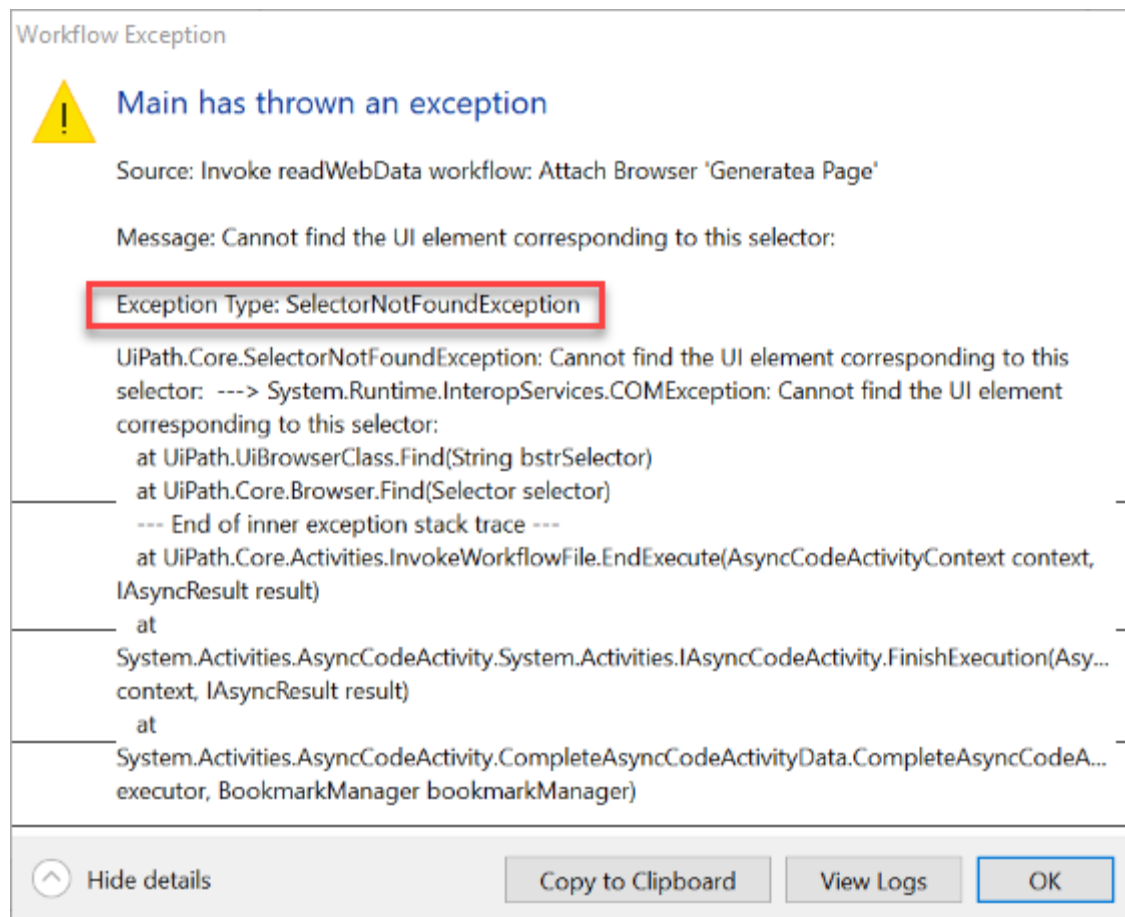 Workflow Exception
Main has thrown an exception
Source: Invoke readWebData workflow: Attach Browser 'Generatea Page'
Message: Cannot find the UI element corresponding to this selector:
Exception Type: SelectorNotFoundException
UiPath.Core.SelectorNotFoundException: Cannot find the UI element corresponding to this
selector:  ---> System.Runtime.InteropServices.COMException: Cannot find the UI element
corresponding to this selector:
at UiPath.UiBrowserClass.Find(String bstrSelector)
at UiPath.Core.Browser.Find(Selector selector)
--- End of inner exception stack trace ---
at UiPath.Core.Activities.InvokeWorkflowFile.EndExecute(AsyncCodeActivityContext context,
IAsyncResult result)
at
System.Activities.AsyncCodeActivity.System.Activities.IAsyncCodeActivity.FinishExecution(Asy...
context, IAsyncResult result)
at
System.Activities.AsyncCodeActivity.CompleteAsyncCodeActivityData.CompleteAsyncCodeA...
executor, BookmarkManager bookmarkManager)
Hide details Copy to Clipboard View Logs OK